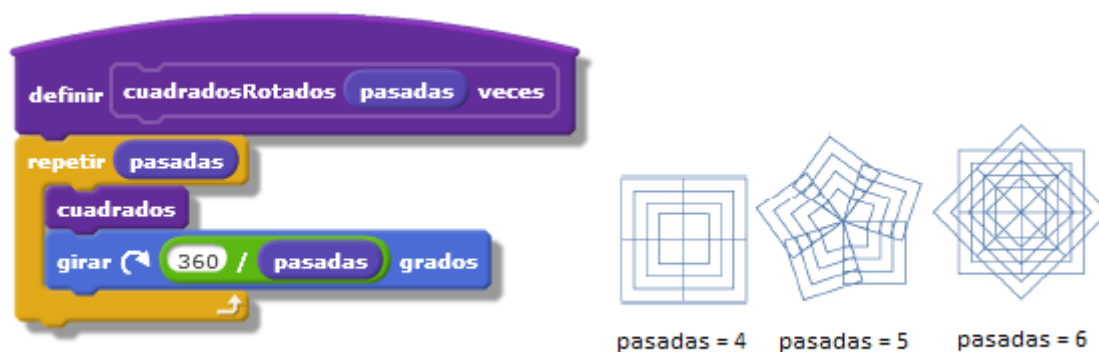 definir cuadradosRotados pasadas veces
repetir pasadas
cuadrados
girar 360 / pasadas grados
pasadas = 4 pasadas = 5 pasadas = 6